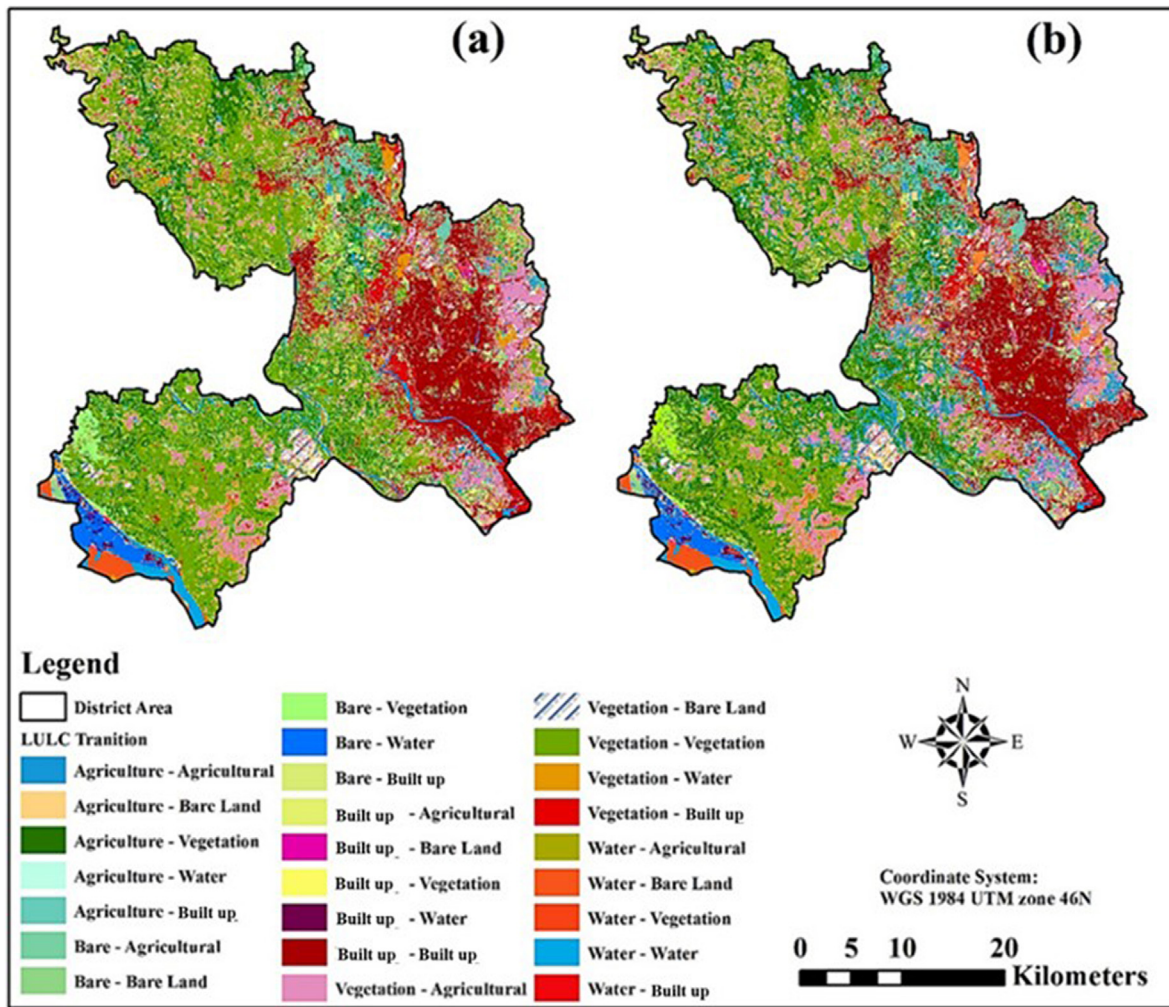 (a)
(b)
Legend
District Area
LULC Tranition
Agriculture - Agricultural
Agriculture - Bare Land
Agriculture - Vegetation
Agriculture - Water
Agriculture - Built up
Bare - Agricultural
Bare - Bare Land
Bare - Vegetation
Bare - Water
Bare - Built up
Built up - Agricultural
Built up - Bare Land
Built up - Vegetation
Built up - Water
Built up - Built up
Vegetation - Agricultural
Vegetation - Bare Land
Vegetation - Vegetation
Vegetation - Water
Vegetation - Built up
Water - Agricultural
Water - Bare Land
Water - Vegetation
Water - Water
Water - Built up
N
W E
S
Coordinate System:
WGS 1984 UTM zone 46N
0 5 10 20
Kilometers